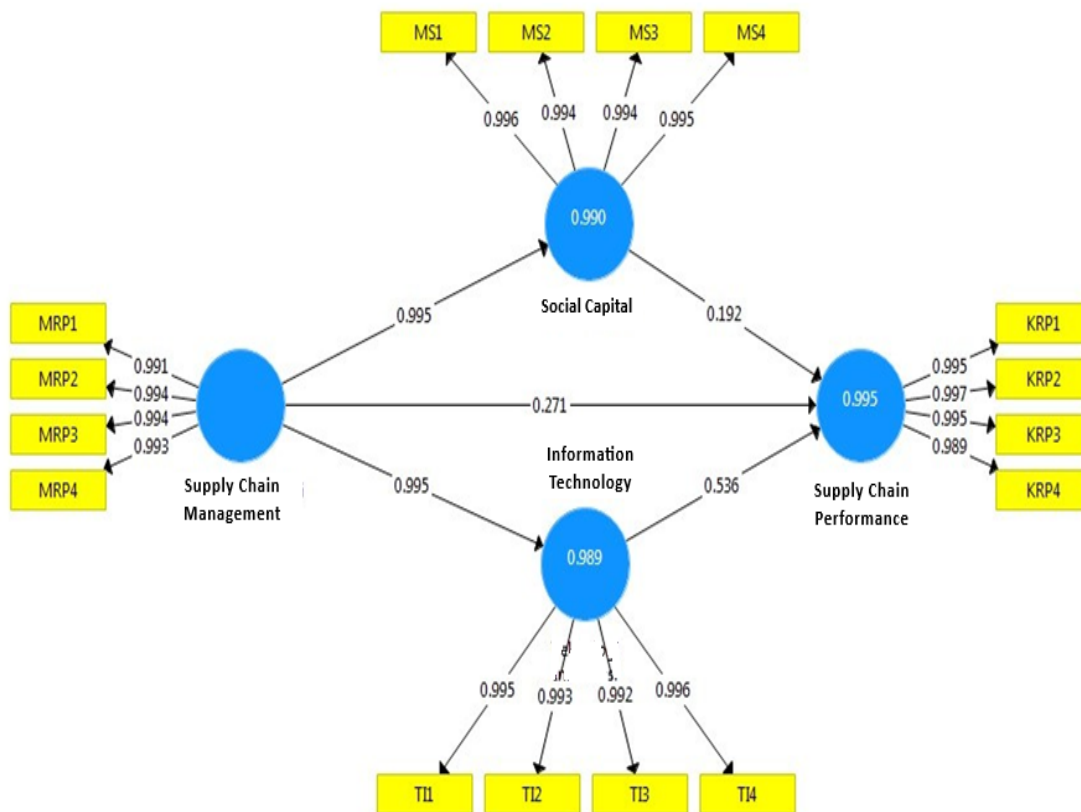 MS1
MS2
MS3
MS4
0.996
0.994
0.994
0.995
0.990
Social Capital
0.995
0.192
MRP1
MRP2
MRP3
MRP4
0.991
0.994
0.994
0.993
Supply Chain
Management
0.271
0.995
Information
Technology
0.536
0.989
0.995
Supply Chain
Performance
0.995
0.997
0.995
0.989
KRP1
KRP2
KRP3
KRP4
0.995
0.993
0.992
0.996
TI1
TI2
TI3
TI4